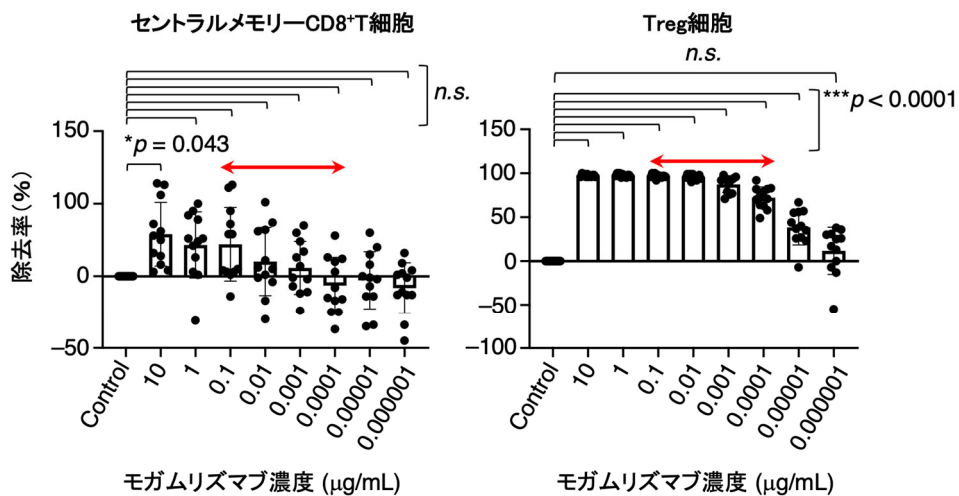 セントラルメモリーCD8⁺T細胞
n.s.
*p = 0.043
除去率(%)
150
100
50
0
−50
Control
10
1
0.1
0.01
0.001
0.0001
0.00001
0.000001
モガムリズマブ濃度 (μg/mL)
Treg細胞
n.s.
***p < 0.0001
150
100
50
0
−50
−100
Control
10
1
0.1
0.01
0.001
0.0001
0.00001
0.000001
モガムリズマブ濃度 (μg/mL)